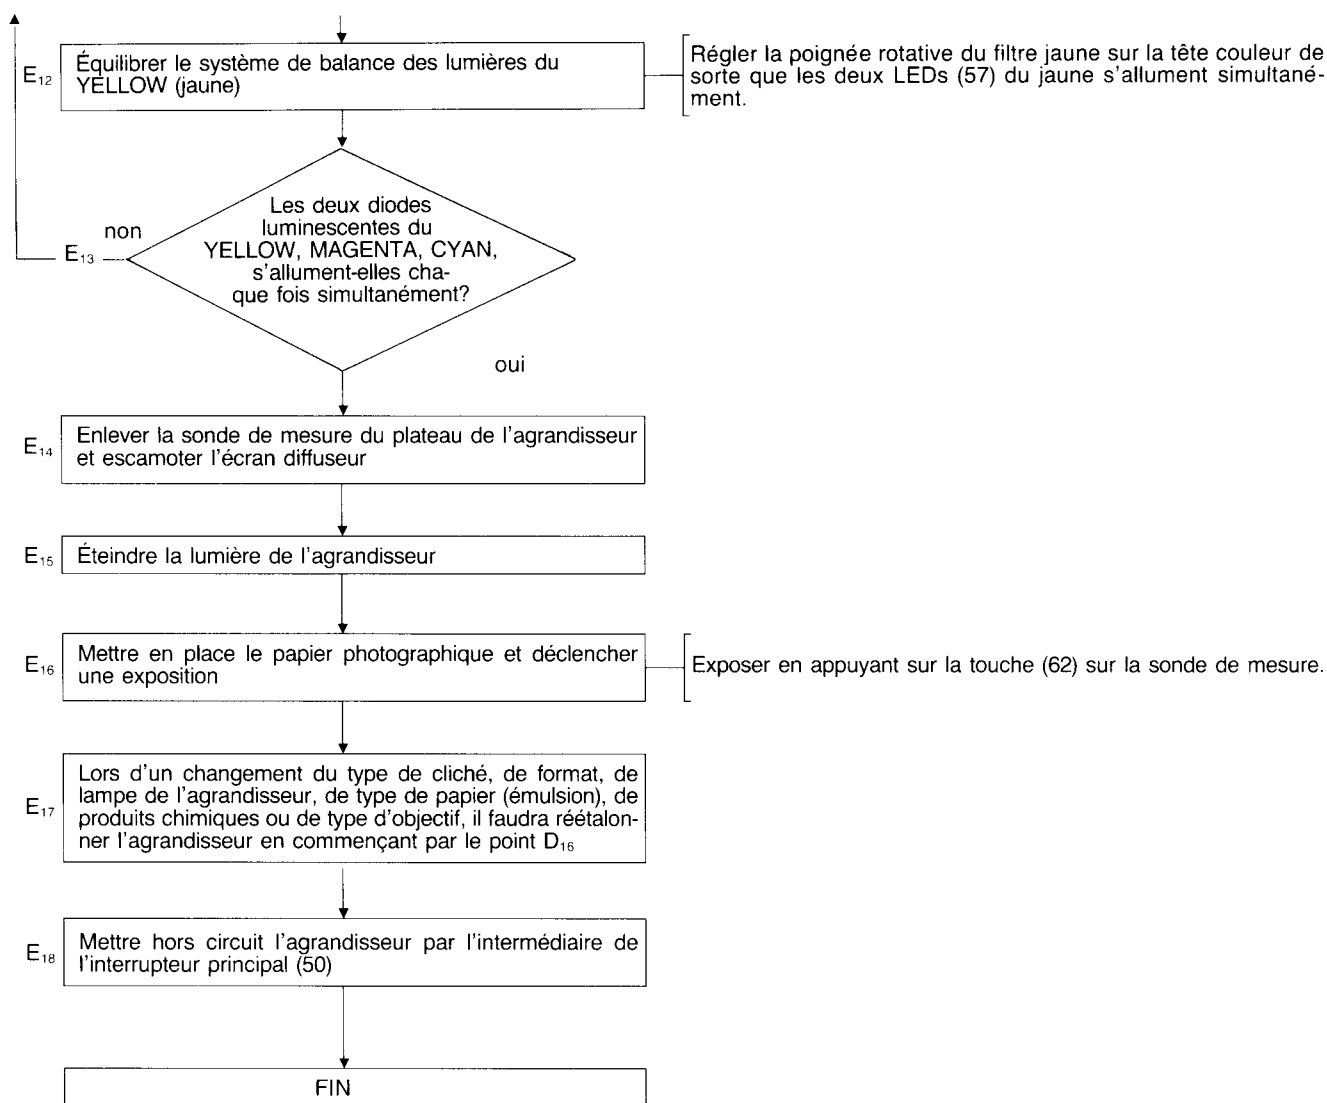 E12
Équilibrer le système de balance des lumières du
YELLOW (jaune)
Régler la poignée rotative du filtre jaune sur la tête couleur de
sorte que les deux LEDs (57) du jaune s'allument simultané-
ment.
non
E13
Les deux diodes
luminescentes du
YELLOW, MAGENTA, CYAN,
s'allument-elles cha-
que fois simultanément?
oui
E14
Enlever la sonde de mesure du plateau de l'agrandisseur
et escamoter l'écran diffuseur
E15
Éteindre la lumière de l'agrandisseur
E16
Mettre en place le papier photographique et déclencher
une exposition
Exposer en appuyant sur la touche (62) sur la sonde de mesure.
E17
Lors d'un changement du type de cliché, de format, de
lampe de l'agrandisseur, de type de papier (émulsion), de
produits chimiques ou de type d'objectif, il faudra réétalon-
ner l'agrandisseur en commençant par le point D16
E18
Mettre hors circuit l'agrandisseur par l'intermédiaire de
l'interrupteur principal (50)
FIN